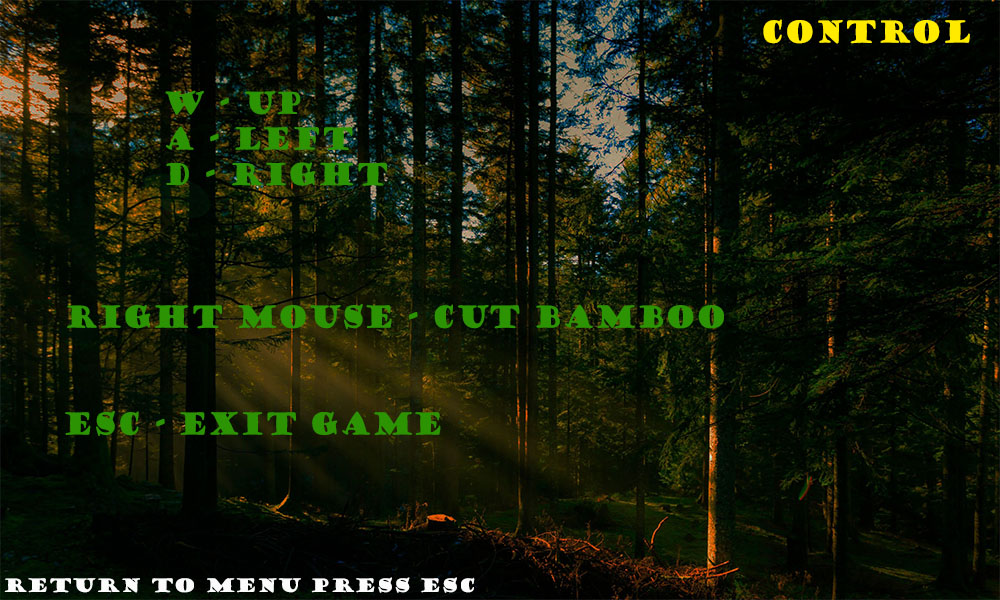 CONTROL
W - UP
A - LEFT
D - RIGHT
RIGHT MOUSE - CUT BAMBOO
ESC - EXIT GAME
RETURN TO MENU PRESS ESC